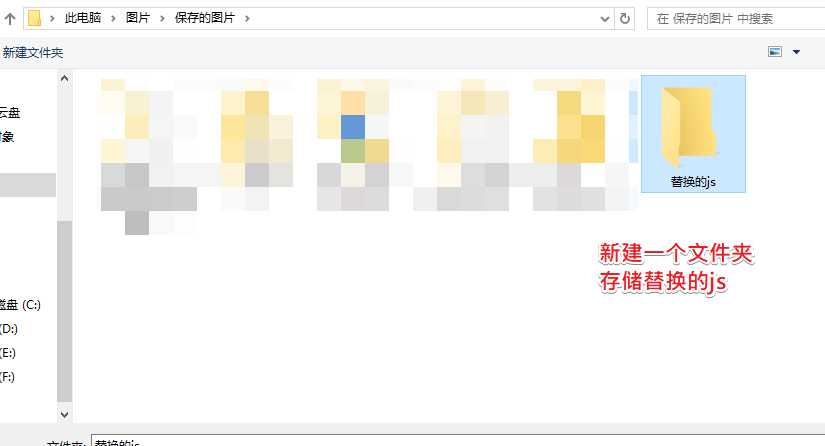 此电脑 > 图片 > 保存的图片 >
在 保存的图片 中搜索
新建文件夹
云盘
对象
替换的js
新建一个文件夹
存储替换的js
磁盘 (C:)
(D:)
(E:)
(F:)
文件夹: 替换的js